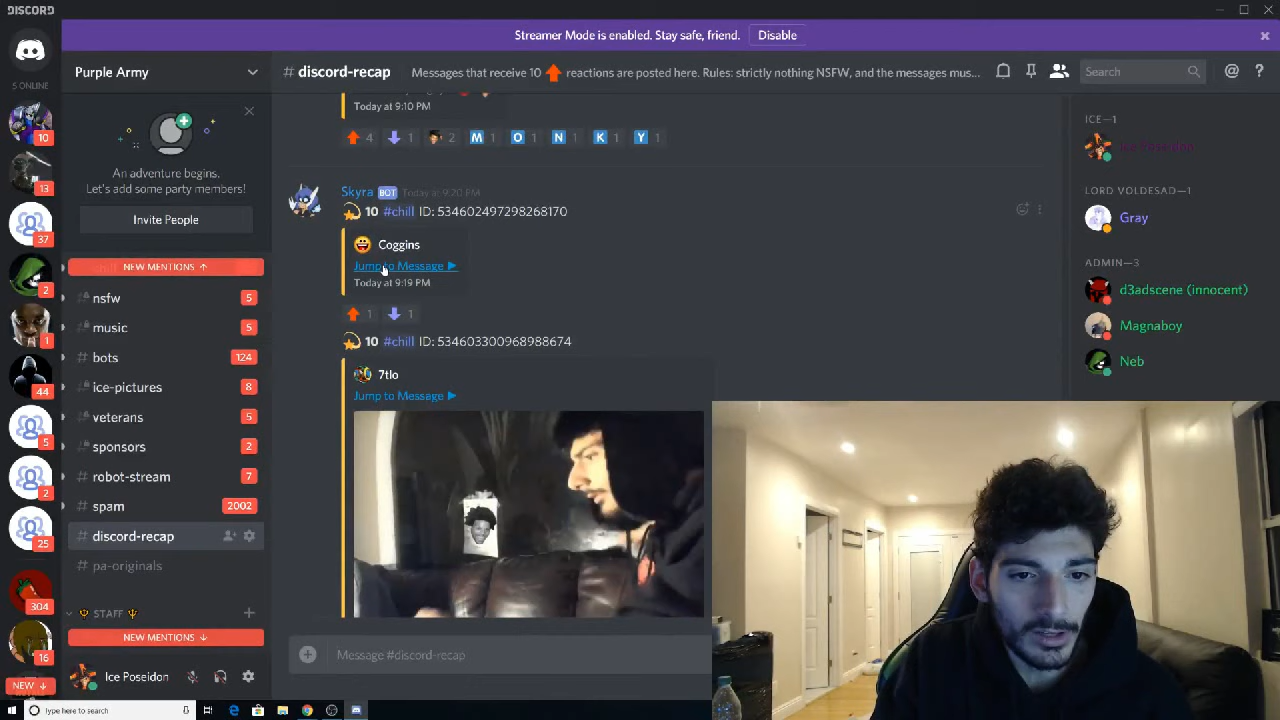 DISCORD
Streamer Mode is enabled. Stay safe, friend.
Disable
5 ONLINE
Purple Army
# discord-recap
Messages that receive 10 reactions are posted here. Rules: strictly nothing NSFW, and the messages mus...
Search
An adventure begins.
Let's add some party members!
Invite People
NEW MENTIONS
nsfw 5
music 5
bots 124
ice-pictures 8
veterans 5
sponsors 2
robot-stream 7
spam 2002
discord-recap
pa-originals
STAFF
NEW MENTIONS
Ice Poseidon
10
13
37
2
1
44
5
2
25
304
16
NEW
Today at 9:10 PM
4 1 2 M 1 O 1 N 1 K 1 Y 1
Skyra BOT Today at 9:20 PM
10 #chill ID: 534602497298268170
Coggins
Jump to Message
Today at 9:19 PM
1 1
10 #chill ID: 534603300968988674
7tlo
Jump to Message
Message #discord-recap
ICE—1
Ice Poseidon
LORD VOLDESAD—1
Gray
ADMIN—3
d3adscene (innocent)
Magnaboy
Neb
Type here to search